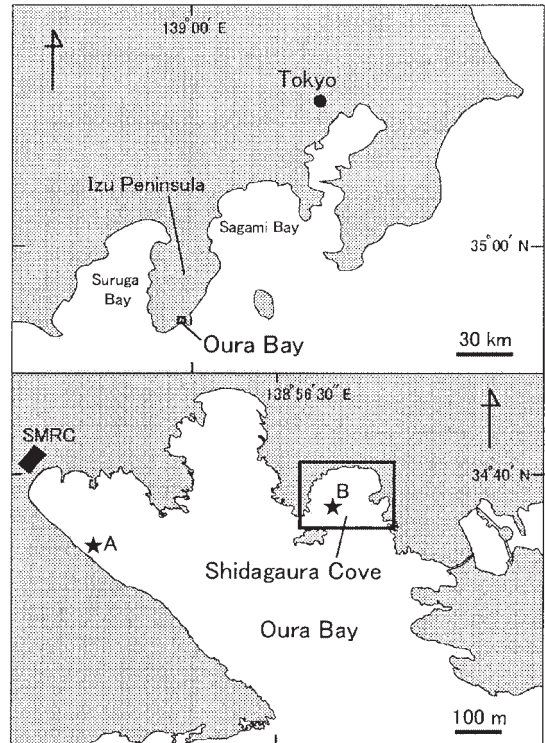 139°00′E
Tokyo
Izu Peninsula
Sagami Bay
35°00′N
Suruga
Bay
Oura Bay
30 km
138°56′30″E
SMRC
34°40′N
B
A
Shidagaura Cove
Oura Bay
100 m